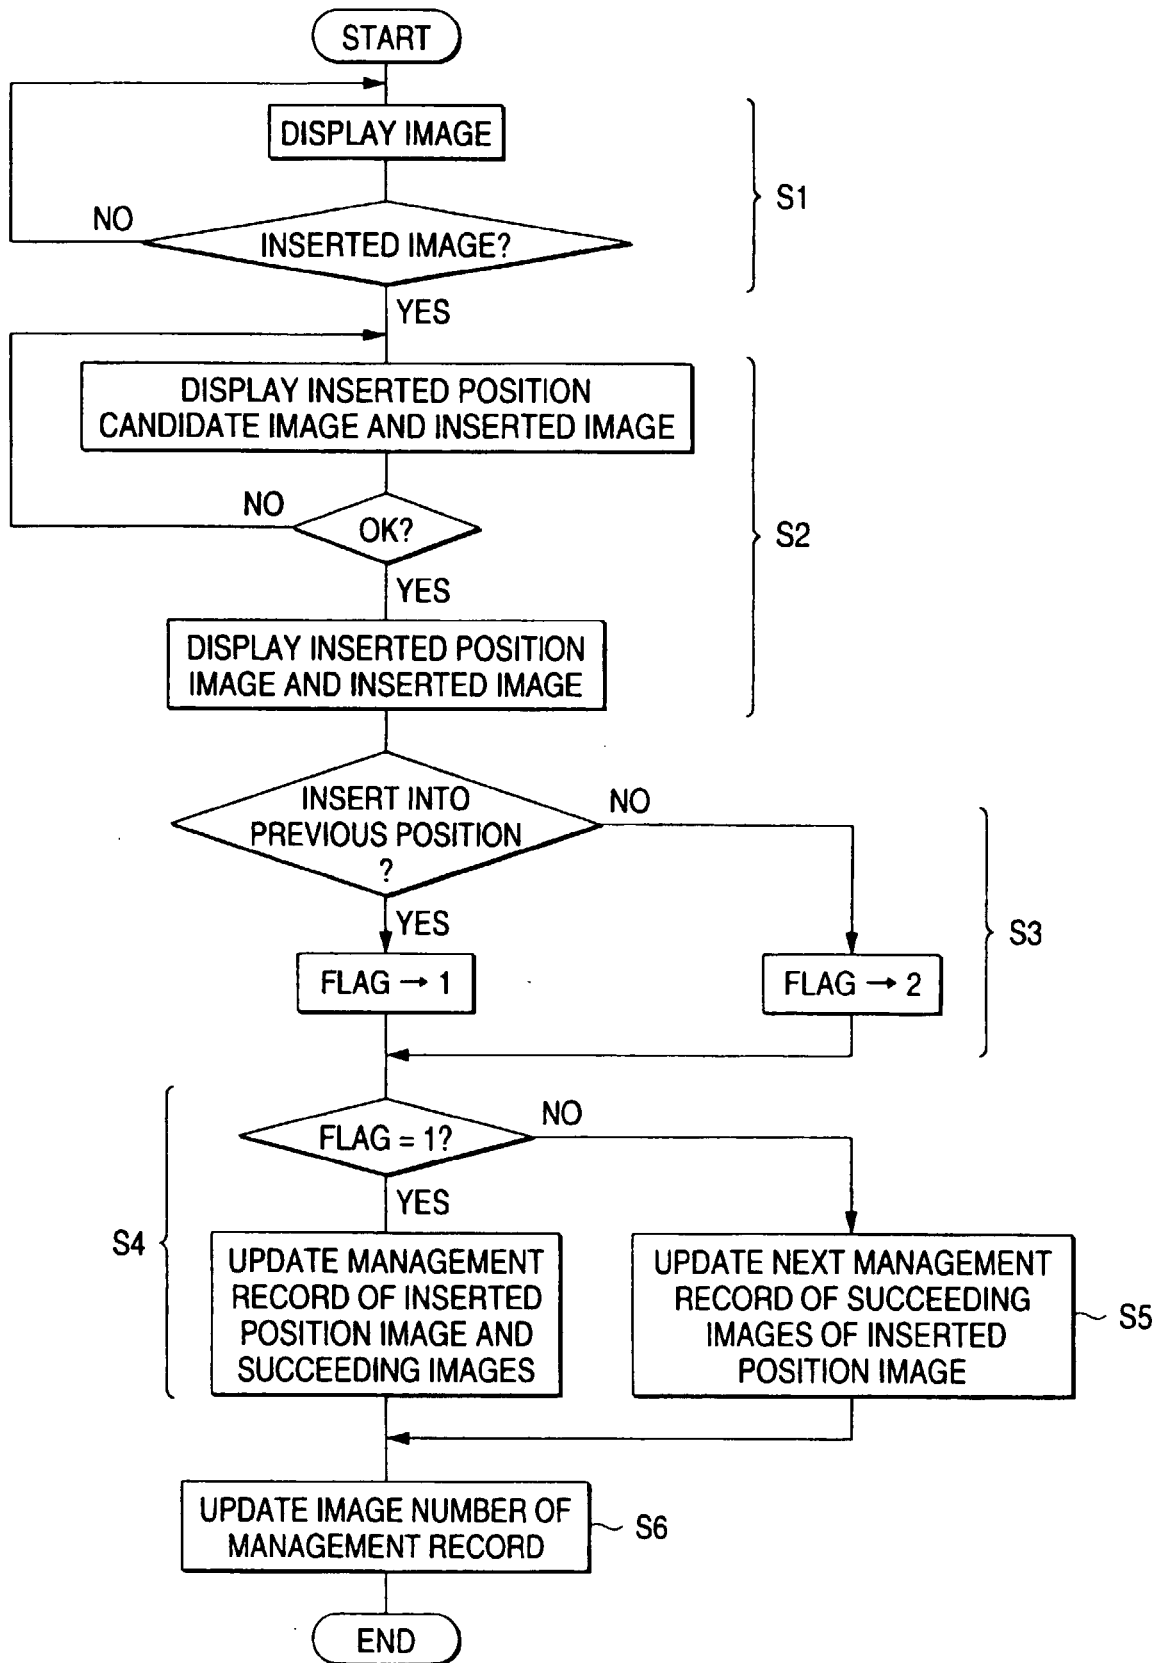 START
DISPLAY IMAGE
S1
NO
INSERTED IMAGE?
YES
DISPLAY INSERTED POSITION
CANDIDATE IMAGE AND INSERTED IMAGE
NO
OK?
S2
YES
DISPLAY INSERTED POSITION
IMAGE AND INSERTED IMAGE
INSERT INTO
PREVIOUS POSITION
?
NO
YES
S3
FLAG → 1
FLAG → 2
FLAG = 1?
NO
YES
S4
UPDATE MANAGEMENT
RECORD OF INSERTED
POSITION IMAGE AND
SUCCEEDING IMAGES
UPDATE NEXT MANAGEMENT
RECORD OF SUCCEEDING
IMAGES OF INSERTED
POSITION IMAGE
S5
UPDATE IMAGE NUMBER OF
MANAGEMENT RECORD
S6
END